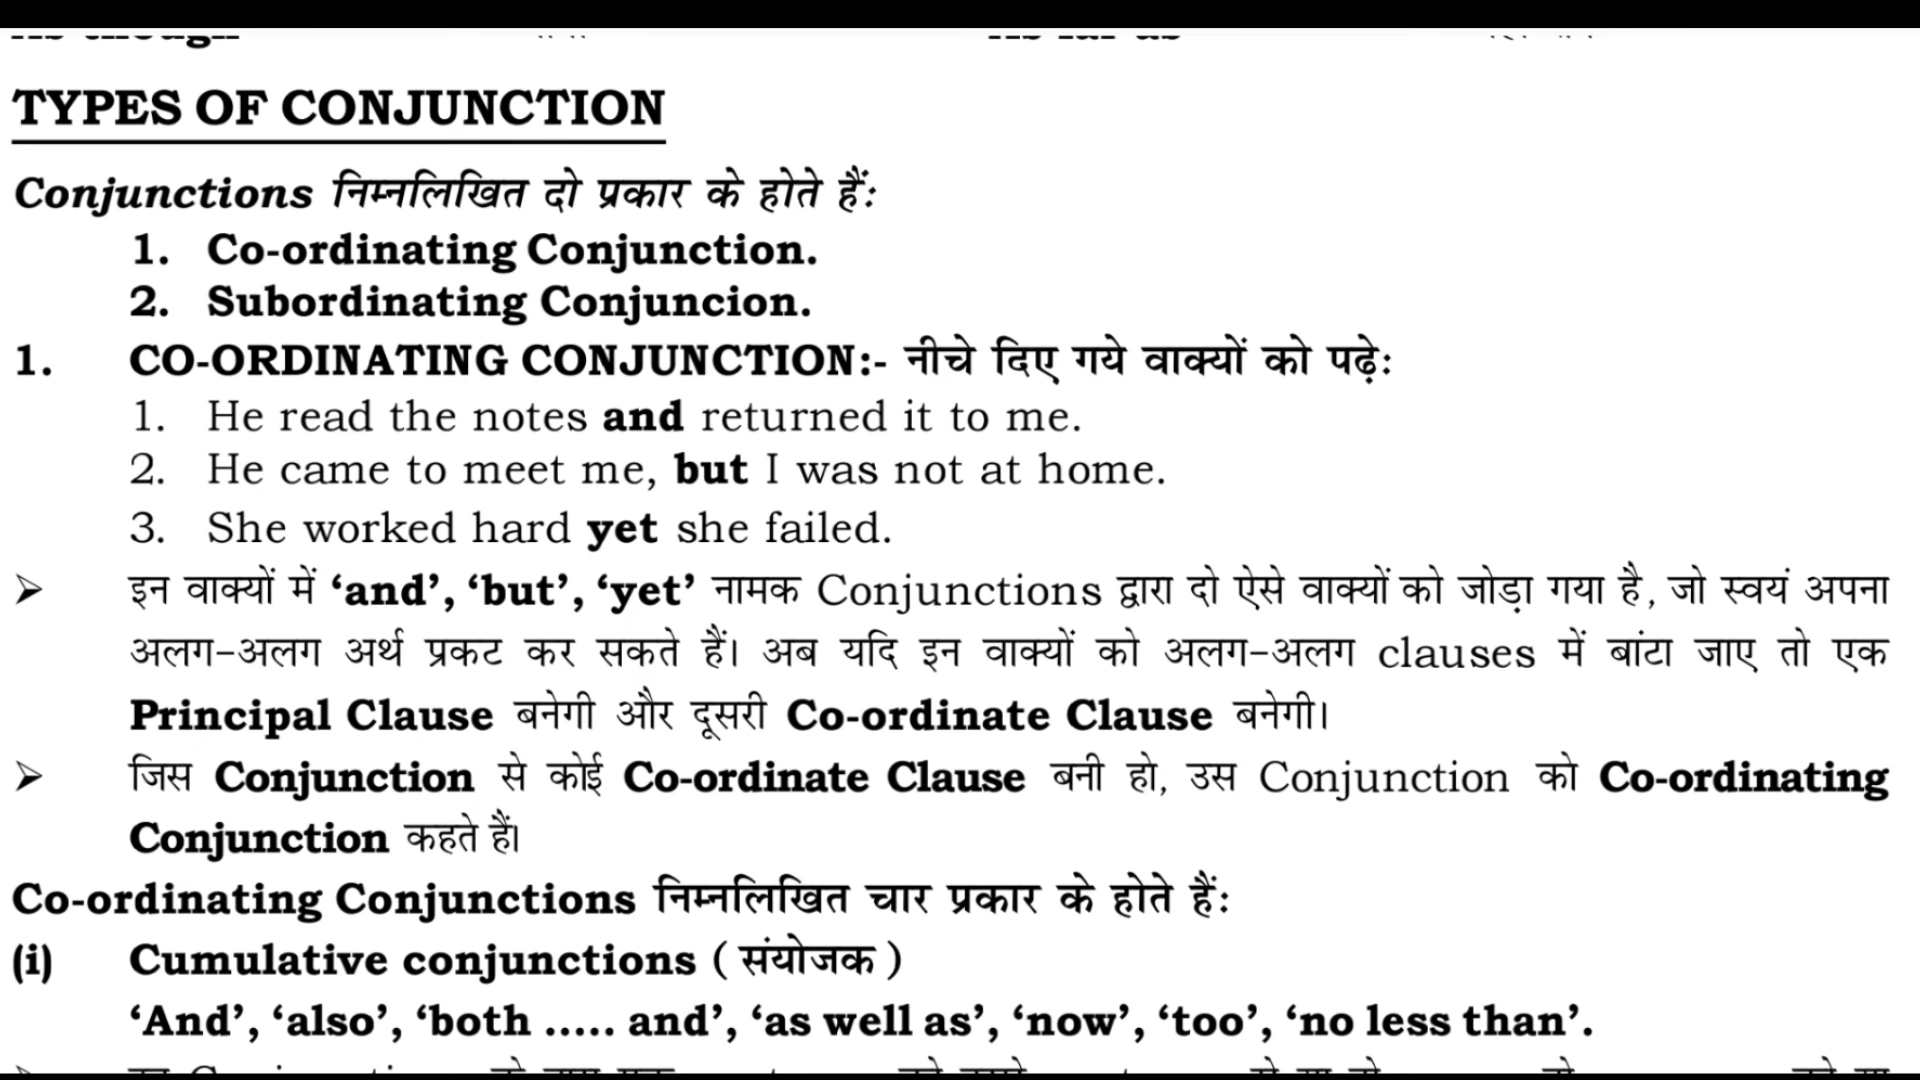 TYPES OF CONJUNCTION
Conjunctions निम्नलिखित दो प्रकार के होते हैं:
1. Co-ordinating Conjunction.
2. Subordinating Conjuncion.
1. CO-ORDINATING CONJUNCTION:- नीचे दिए गये वाक्यों को पढ़े:
1. He read the notes and returned it to me.
2. He came to meet me, but I was not at home.
3. She worked hard yet she failed.
➢ इन वाक्यों में ‘and’, ‘but’, ‘yet’ नामक Conjunctions द्वारा दो ऐसे वाक्यों को जोड़ा गया है, जो स्वयं अपना
अलग-अलग अर्थ प्रकट कर सकते हैं। अब यदि इन वाक्यों को अलग-अलग clauses में बांटा जाए तो एक
Principal Clause बनेगी और दूसरी Co-ordinate Clause बनेगी।
➢ जिस Conjunction से कोई Co-ordinate Clause बनी हो, उस Conjunction को Co-ordinating
Conjunction कहते हैं।
Co-ordinating Conjunctions निम्नलिखित चार प्रकार के होते हैं:
(i) Cumulative conjunctions ( संयोजक )
‘And’, ‘also’, ‘both ..... and’, ‘as well as’, ‘now’, ‘too’, ‘no less than’.